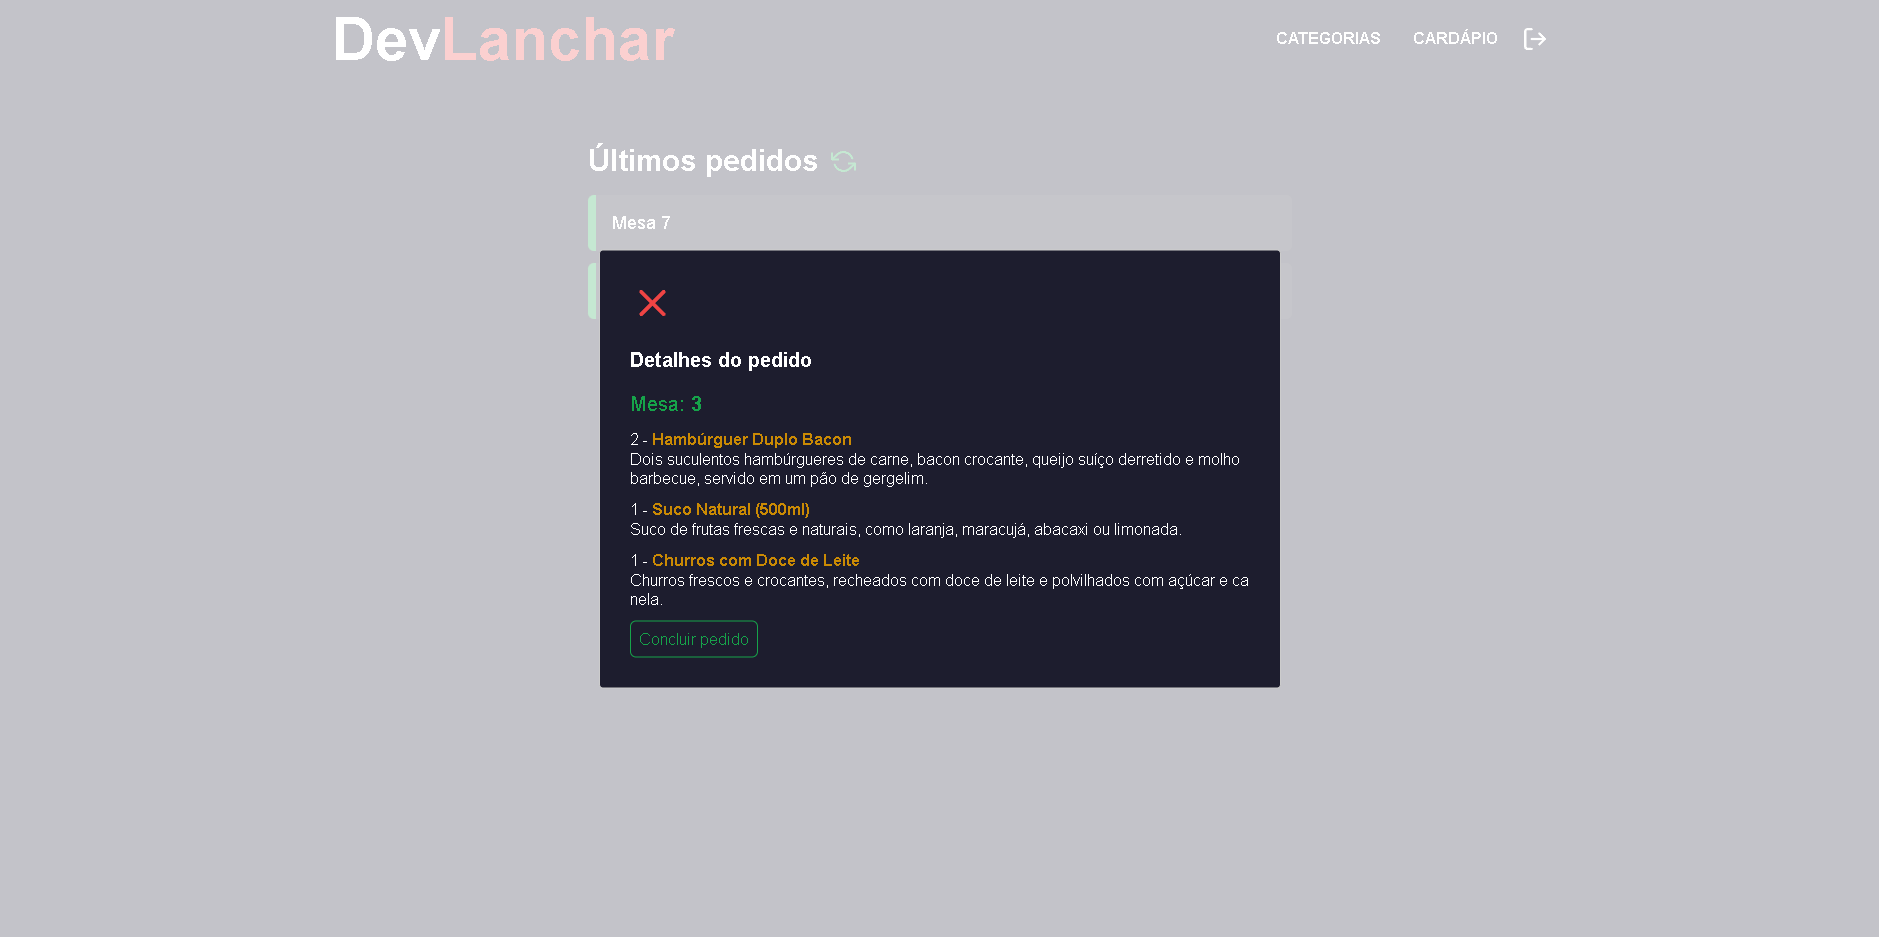 DevLanchar
CATEGORIAS CARDÁPIO
Últimos pedidos
Mesa 7
Detalhes do pedido
Mesa: 3
2 - Hambúrguer Duplo Bacon
Dois suculentos hambúrgueres de carne, bacon crocante, queijo suíço derretido e molho
barbecue, servido em um pão de gergelim.
1 - Suco Natural (500ml)
Suco de frutas frescas e naturais, como laranja, maracujá, abacaxi ou limonada.
1 - Churros com Doce de Leite
Churros frescos e crocantes, recheados com doce de leite e polvilhados com açúcar e ca
nela.
Concluir pedido